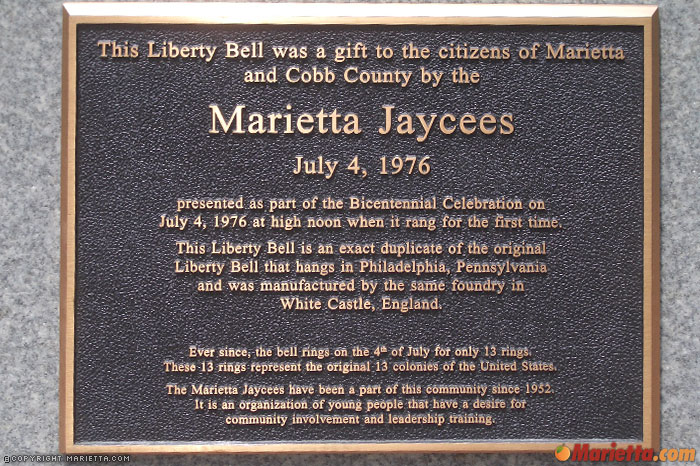 This Liberty Bell was a gift to the citizens of Marietta
and Cobb County by the
Marietta Jaycees
July 4, 1976
presented as part of the Bicentennial Celebration on
July 4, 1976 at high noon when it rang for the first time.
This Liberty Bell is an exact duplicate of the original
Liberty Bell that hangs in Philadelphia, Pennsylvania
and was manufactured by the same foundry in
White Castle, England.
Ever since, the bell rings on the 4th of July for only 13 rings.
These 13 rings represent the original 13 colonies of the United States.
The Marietta Jaycees have been a part of this community since 1952.
It is an organization of young people that have a desire for
community involvement and leadership training.
©COPYRIGHT MARIETTA.COM
Marietta.com